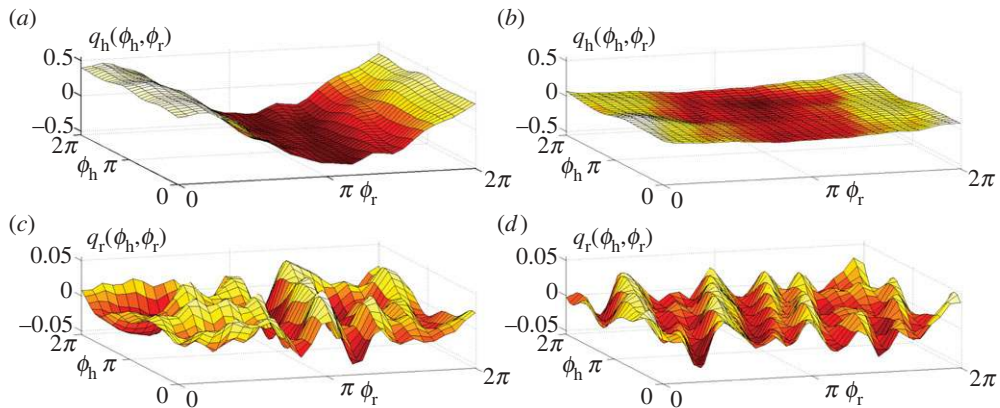 (a)
q_h(ϕ_h,ϕ_r)
0.5
0
–0.5
2π
ϕ_h π
0
0
π ϕ_r
2π
(b)
q_h(ϕ_h,ϕ_r)
0.5
0
–0.5
2π
ϕ_h π
0
0
π ϕ_r
2π
(c)
q_r(ϕ_h,ϕ_r)
0.05
0
–0.05
2π
ϕ_h π
0
0
π ϕ_r
2π
(d)
q_r(ϕ_h,ϕ_r)
0.05
0
–0.05
2π
ϕ_h π
0
0
π ϕ_r
2π